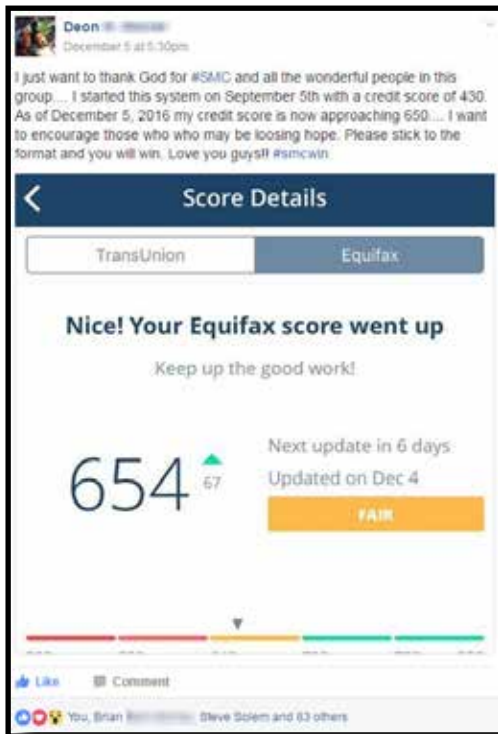 Deon
December 5 at 5:30pm
I just want to thank God for #SMC and all the wonderful people in this
group.... I started this system on September 5th with a credit score of 430.
As of December 5, 2016 my credit score is now approaching 650.... I want
to encourage those who who may be loosing hope. Please stick to the
format and you will win. Love you guys!! #smcwin
Score Details
TransUnion
Equifax
Nice! Your Equifax score went up
Keep up the good work!
654
67
Next update in 6 days
Updated on Dec 4
FAIR
Like
Comment
You, Brian
Steve Solem and 63 others